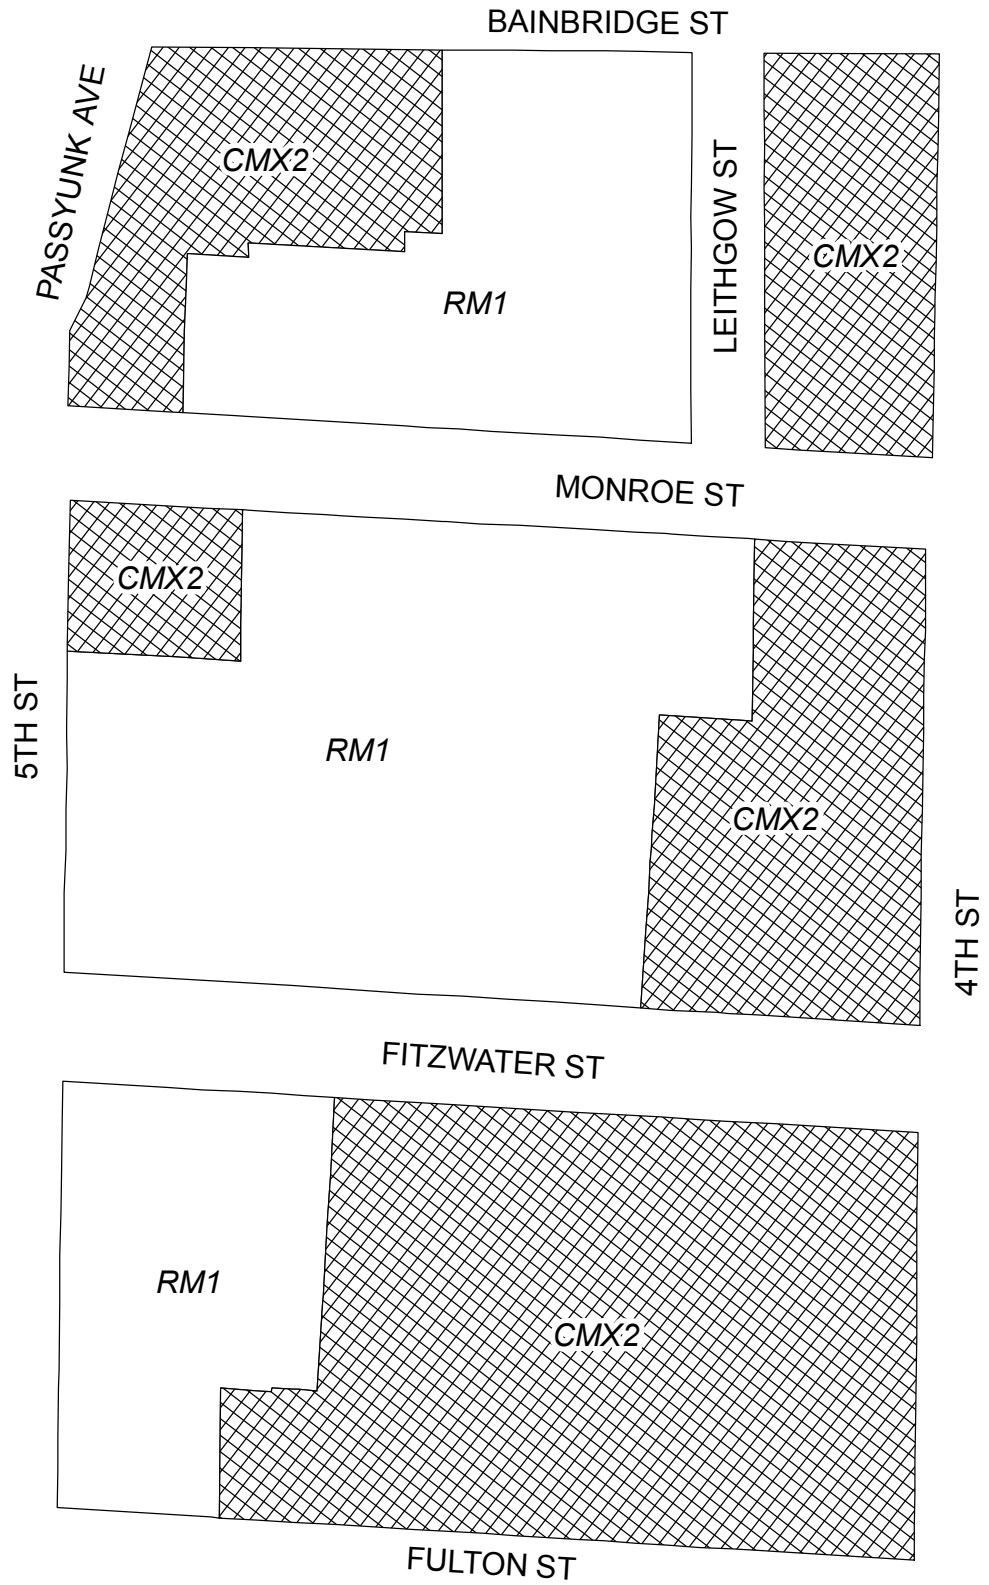 BAINBRIDGE ST
PASSYUNK AVE
CMX2
LEITHGOW ST
CMX2
RM1
MONROE ST
CMX2
5TH ST
RM1
CMX2
4TH ST
FITZWATER ST
RM1
CMX2
FULTON ST